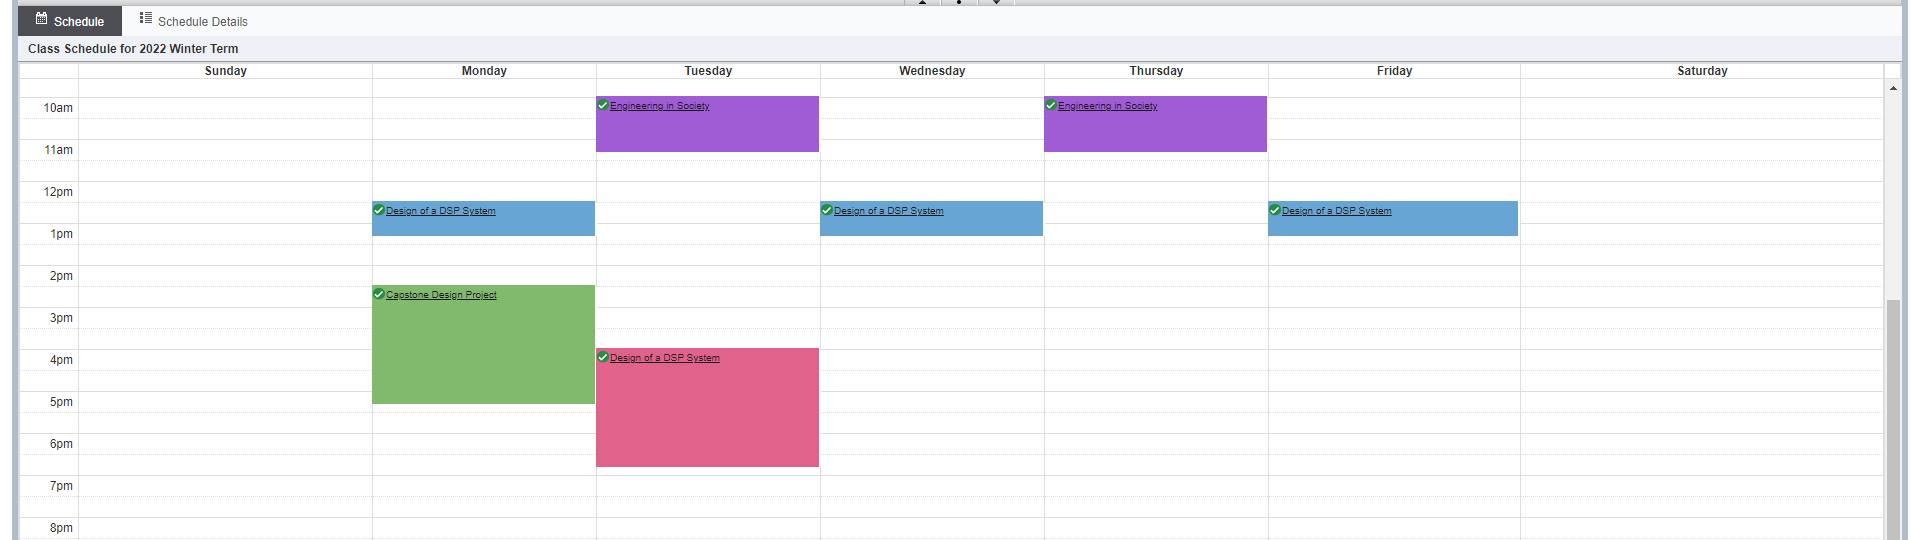 Schedule Schedule Details
Class Schedule for 2022 Winter Term
Sunday Monday Tuesday Wednesday Thursday Friday Saturday
10am Engineering in Society Engineering in Society
11am
12pm
Design of a DSP System Design of a DSP System Design of a DSP System
1pm
2pm
Capstone Design Project
3pm
4pm Design of a DSP System
5pm
6pm
7pm
8pm